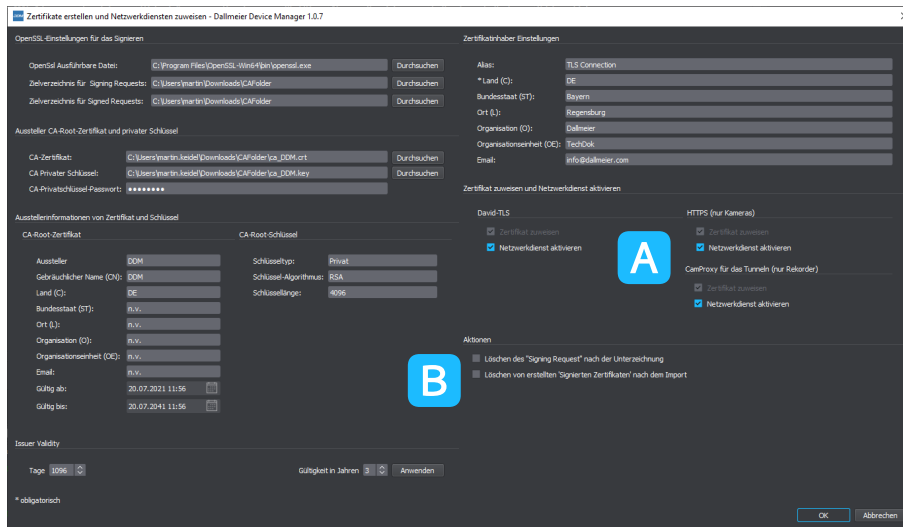 Zertifikate erstellen und Netzwerkdiensten zuweisen - Dallmeier Device Manager 1.0.7
OpenSSL-Einstellungen für das Signieren
OpenSsl Ausführbare Datei: C:\Program Files\OpenSSL-Win64\bin\openssl.exe Durchsuchen
Zielverzeichnis für Signing Requests: C:\Users\martin\Downloads\CAFolder Durchsuchen
Zielverzeichnis für Signed Requests: C:\Users\martin\Downloads\CAFolder Durchsuchen
Aussteller CA-Root-Zertifikat und privater Schlüssel
CA-Zertifikat: C:\Users\martin.keidel\Downloads\CAFolder\ca_DDM.crt Durchsuchen
CA Privater Schlüssel: C:\Users\martin.keidel\Downloads\CAFolder\ca_DDM.key Durchsuchen
CA-Privatschlüssel-Passwort: ●●●●●●●●
Ausstellerinformationen von Zertifikat und Schlüssel
CA-Root-Zertifikat
Aussteller DDM
Gebräuchlicher Name (CN): DDM
Land (C): DE
Bundesstaat (ST): n.v.
Ort (L): n.v.
Organisation (O): n.v.
Organisationseinheit (OE): n.v.
Email: n.v.
Gültig ab: 20.07.2021 11:56
Gültig bis: 20.07.2041 11:56
CA-Root-Schlüssel
Schlüsseltyp: Privat
Schlüssel-Algorithmus: RSA
Schlüssellänge: 4096
Issuer Validity
Tage 1096 Gültigkeit in Jahren 3 Anwenden
* obligatorisch
Zertifikatinhaber Einstellungen
Alias: TLS Connection
*Land (C): DE
Bundesstaat (ST): Bayern
Ort (L): Regensburg
Organisation (O): Dallmeier
Organisationseinheit (OE): TechDok
Email: info@dallmeier.com
Zertifikat zuweisen und Netzwerkdienst aktivieren
David-TLS
Zertifikat zuweisen
Netzwerkdienst aktivieren
A
HTTPS (nur Kameras)
Zertifikat zuweisen
Netzwerkdienst aktivieren
CamProxy für das Tunneln (nur Rekorder)
Zertifikat zuweisen
Netzwerkdienst aktivieren
B
Aktionen
Löschen des "Signing Request" nach der Unterzeichnung
Löschen von erstellten 'Signierten Zertifikaten' nach dem Import
OK Abbrechen